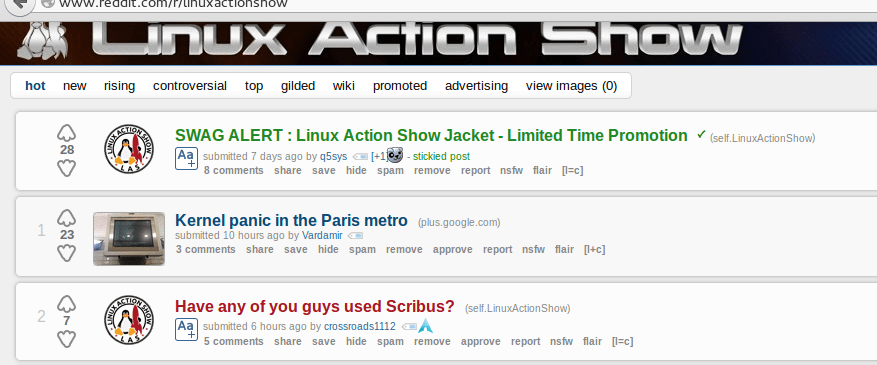 www.reddit.com/r/linuxactionshow
Linux Action Show
hot new rising controversial top gilded wiki promoted advertising view images (0)
28
LINUX ACTION SHOW
L A S
SWAG ALERT : Linux Action Show Jacket - Limited Time Promotion ✓ (self.LinuxActionShow)
Aa+ submitted 7 days ago by q5sys [+1] - stickied post
8 comments share save hide spam remove report nsfw flair [l=c]
1
23
Kernel panic in the Paris metro (plus.google.com)
submitted 10 hours ago by Vardamir
3 comments share save hide spam remove approve report nsfw flair [l+c]
2
7
LINUX ACTION SHOW
L A S
Have any of you guys used Scribus? (self.LinuxActionShow)
Aa+ submitted 6 hours ago by crossroads1112
5 comments share save hide spam remove approve report nsfw flair [l=c]